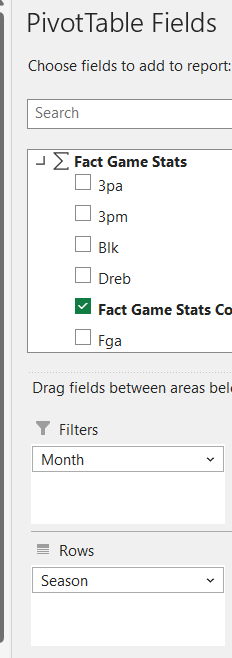 PivotTable Fields
Choose fields to add to report:
Search
Fact Game Stats
3pa
3pm
Blk
Dreb
Fact Game Stats Co
Fga
Drag fields between areas bel
Filters
Month
Rows
Season